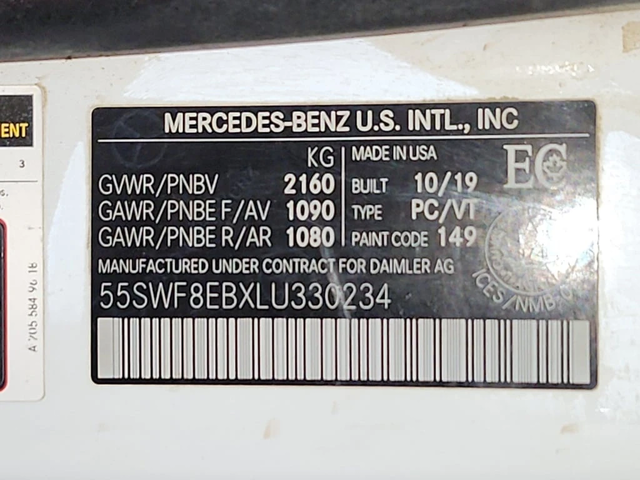 MERCEDES-BENZ U.S. INTL., INC
KG
GVWR/PNBV 2160
GAWR/PNBE F/AV 1090
GAWR/PNBE R/AR 1080
MADE IN USA
BUILT 10/19
TYPE PC/VT
PAINT CODE 149
EC
MANUFACTURED UNDER CONTRACT FOR DAIMLER AG
55SWF8EBXLU330234
ICES/NMB-0
ENT
3
s.
A 205 584 96 18